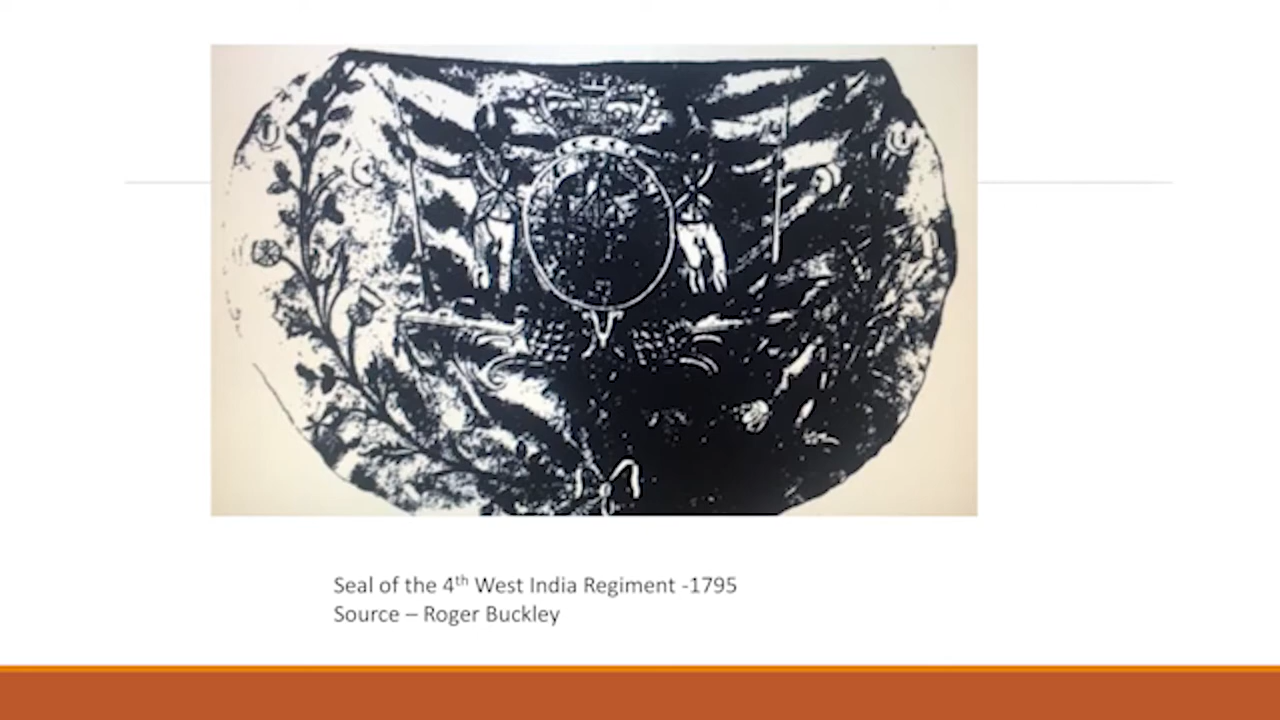 Seal of the 4th West India Regiment -1795
Source – Roger Buckley